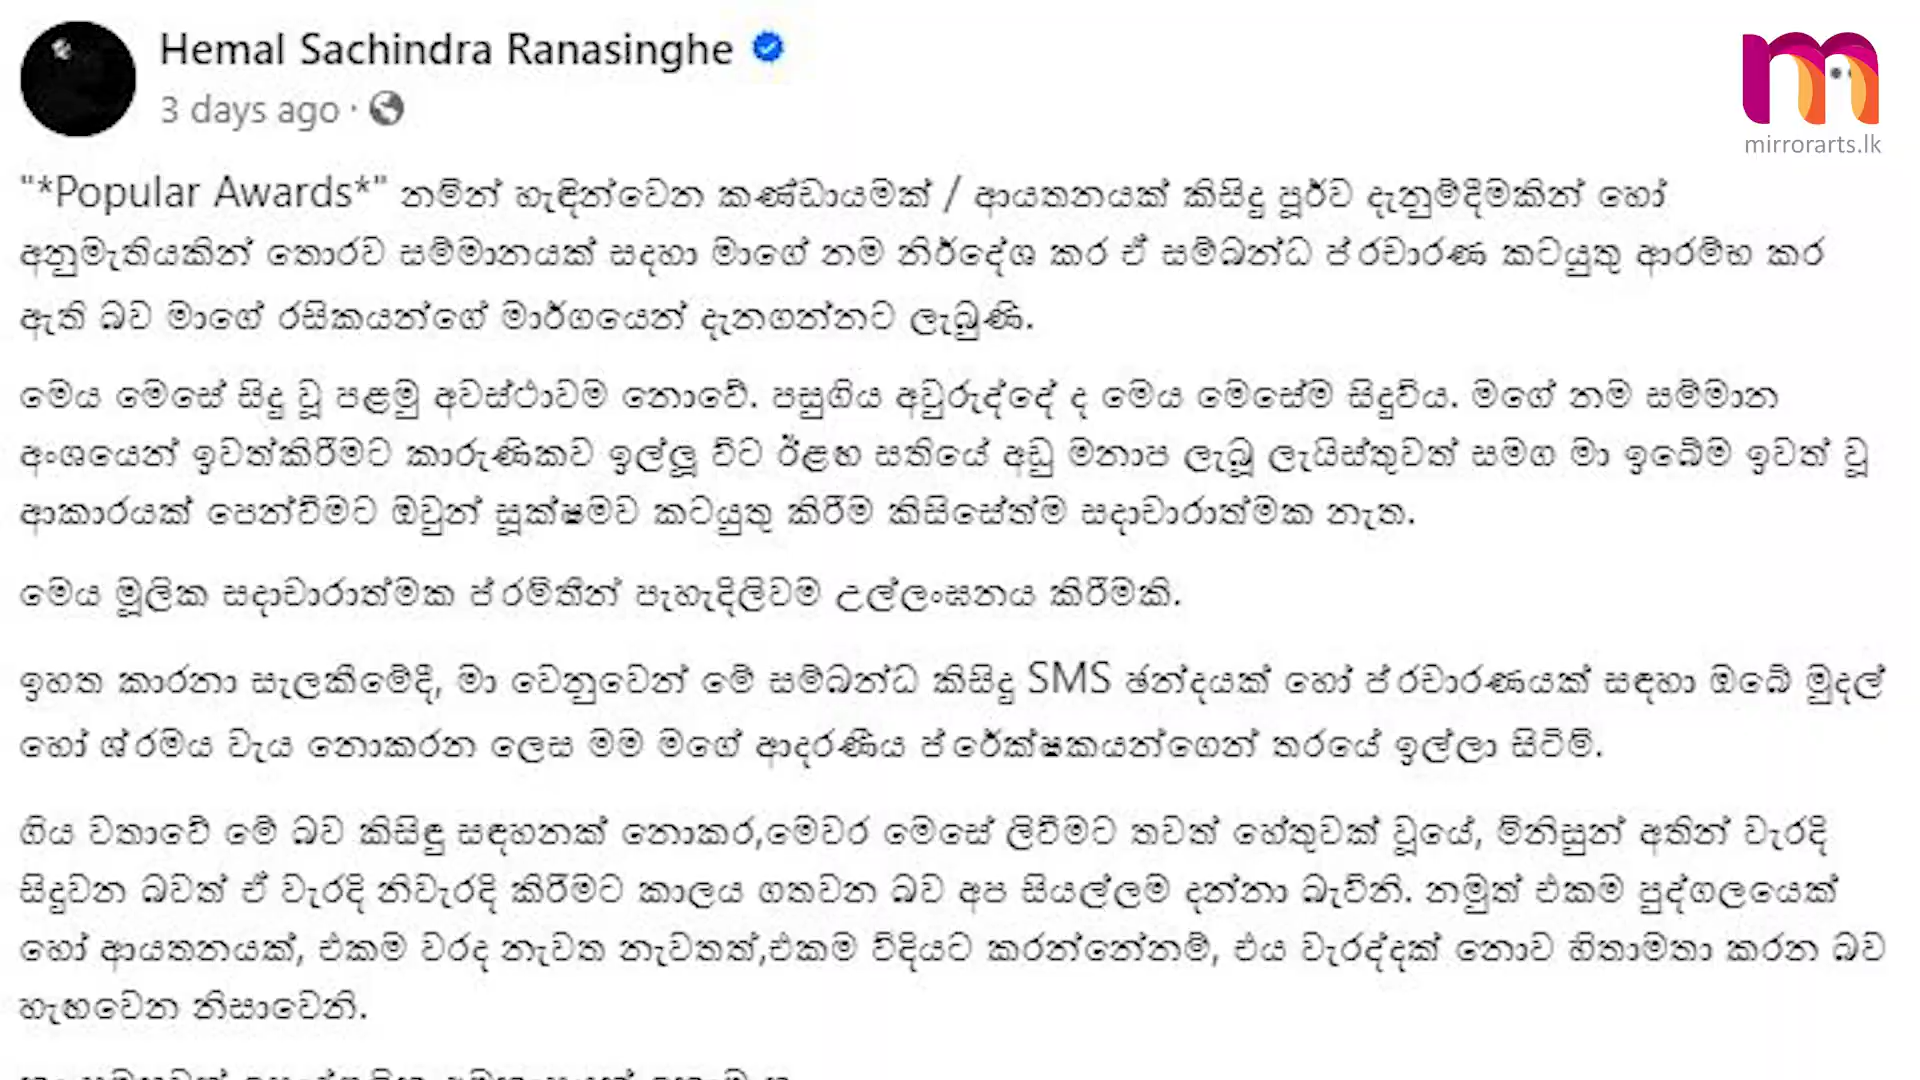 Hemal Sachindra Ranasinghe
3 days ago ·
mirrorarts.lk
"*Popular Awards*" නමින් හැඳින්වෙන කණ්ඩායමක් / ආයතනයක් කිසිදු පූර්ව දැනුම්දීමකින් හෝ
අනුමැතියකින් තොරව සම්මානයක් සදහා මාගේ නම නිර්දේශ කර ඒ සම්බන්ධ ප්‍රචාරණ කටයුතු ආරම්භ කර
ඇති බව මාගේ රසිකයන්ගේ මාර්ගයෙන් දැනගන්නට ලැබුණි.
මෙය මෙසේ සිදු වූ පළමු අවස්ථාවම නොවේ. පසුගිය අවුරුද්දේ ද මෙය මෙසේම සිදුවිය. මගේ නම සම්මාන
අංශයෙන් ඉවත්කිරීමට කාරුණිකව ඉල්ලූ විට ඊළඟ සතියේ අඩු මනාප ලැබූ ලැයිස්තුවත් සමග මා ඉබේම ඉවත් වූ
ආකාරයක් පෙන්වීමට ඔවුන් සූක්ෂමව කටයුතු කිරීම කිසිසේත්ම සදාචාරාත්මක නැත.
මෙය මූලික සදාචාරාත්මක ප්‍රමිතීන් පැහැදිලිවම උල්ලංඝනය කිරීමකි.
ඉහත කාරනා සැලකීමේදී, මා වෙනුවෙන් මේ සම්බන්ධ කිසිදු SMS ඡන්දයක් හෝ ප්‍රචාරණයක් සඳහා ඔබේ මුදල්
හෝ ශ්‍රමය වැය නොකරන ලෙස මම මගේ ආදරණීය ප්‍රේක්ෂකයන්ගෙන් තරයේ ඉල්ලා සිටිමි.
ගිය වතාවේ මේ බව කිසිඳු සඳහනක් නොකර,මෙවර මෙසේ ලිවීමට තවත් හේතුවක් වූයේ, මිනිසුන් අතින් වැරදි
සිදුවන බවත් ඒ වැරදි නිවැරදි කිරීමට කාලය ගතවන බව අප සියල්ලම දන්නා බැවිනි. නමුත් එකම පුද්ගලයෙක්
හෝ ආයතනයක්, එකම වරද නැවත නැවතත්,එකම විදියට කරන්නේනම්, එය වැරද්දක් නොව හිතාමතා කරන බව
හැඟවෙන නිසාවෙනි.